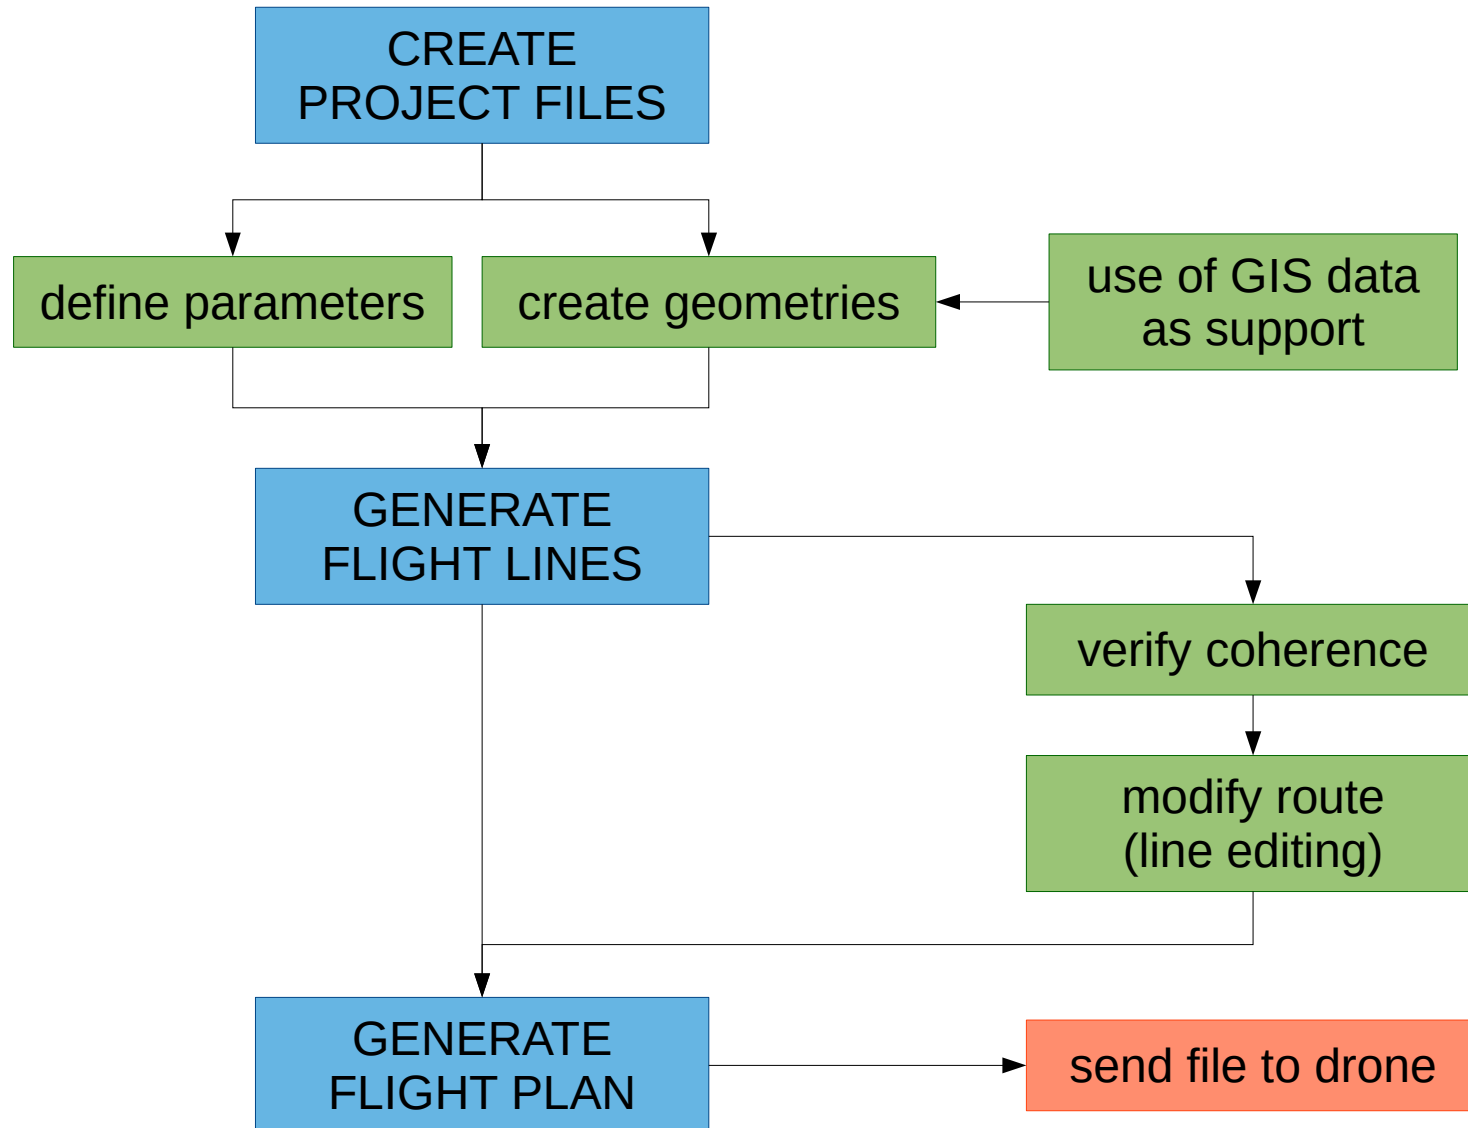 CREATE
PROJECT FILES
define parameters
create geometries
use of GIS data
as support
GENERATE
FLIGHT LINES
verify coherence
modify route
(line editing)
GENERATE
FLIGHT PLAN
send file to drone